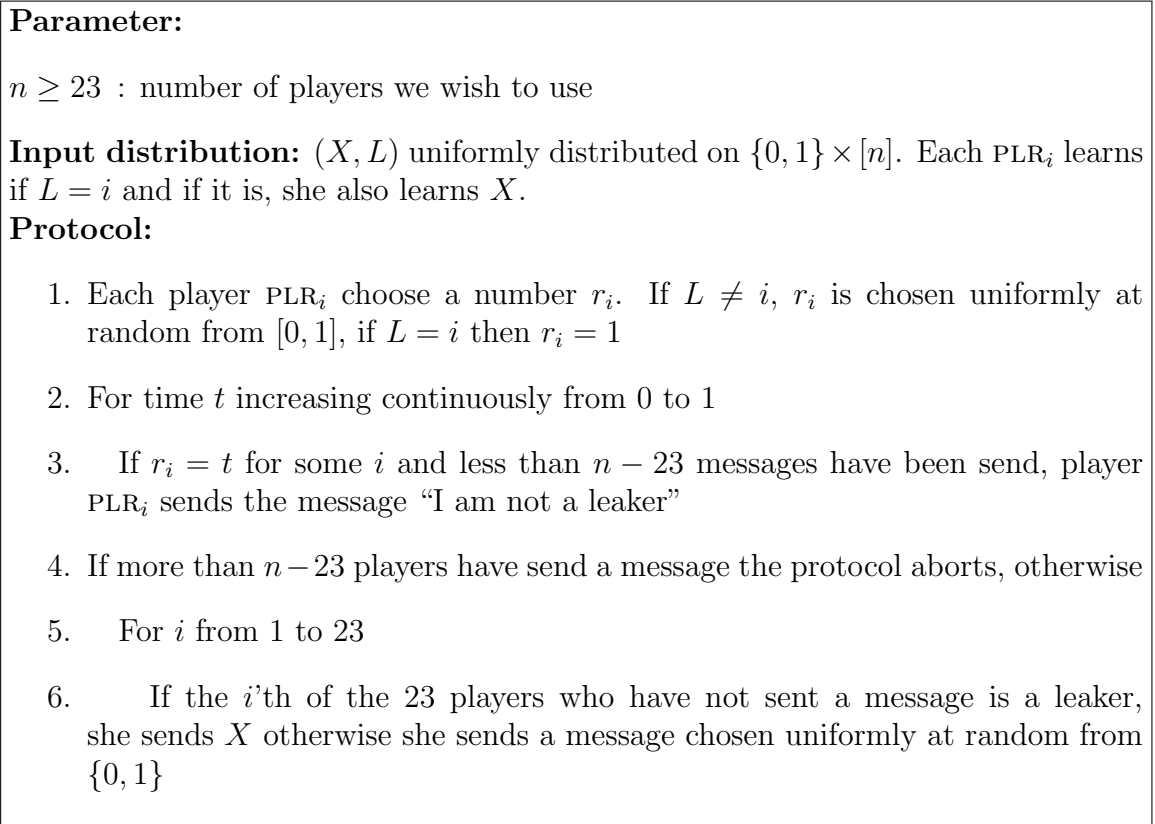 Parameter:
n ≥ 23 : number of players we wish to use
Input distribution: (X, L) uniformly distributed on {0, 1} × [n]. Each PLR_i learns
if L = i and if it is, she also learns X.
Protocol:
1. Each player PLR_i choose a number r_i. If L ≠ i, r_i is chosen uniformly at
random from [0, 1], if L = i then r_i = 1
2. For time t increasing continuously from 0 to 1
3. If r_i = t for some i and less than n − 23 messages have been send, player
PLR_i sends the message “I am not a leaker”
4. If more than n − 23 players have send a message the protocol aborts, otherwise
5. For i from 1 to 23
6. If the i’th of the 23 players who have not sent a message is a leaker,
she sends X otherwise she sends a message chosen uniformly at random from
{0, 1}